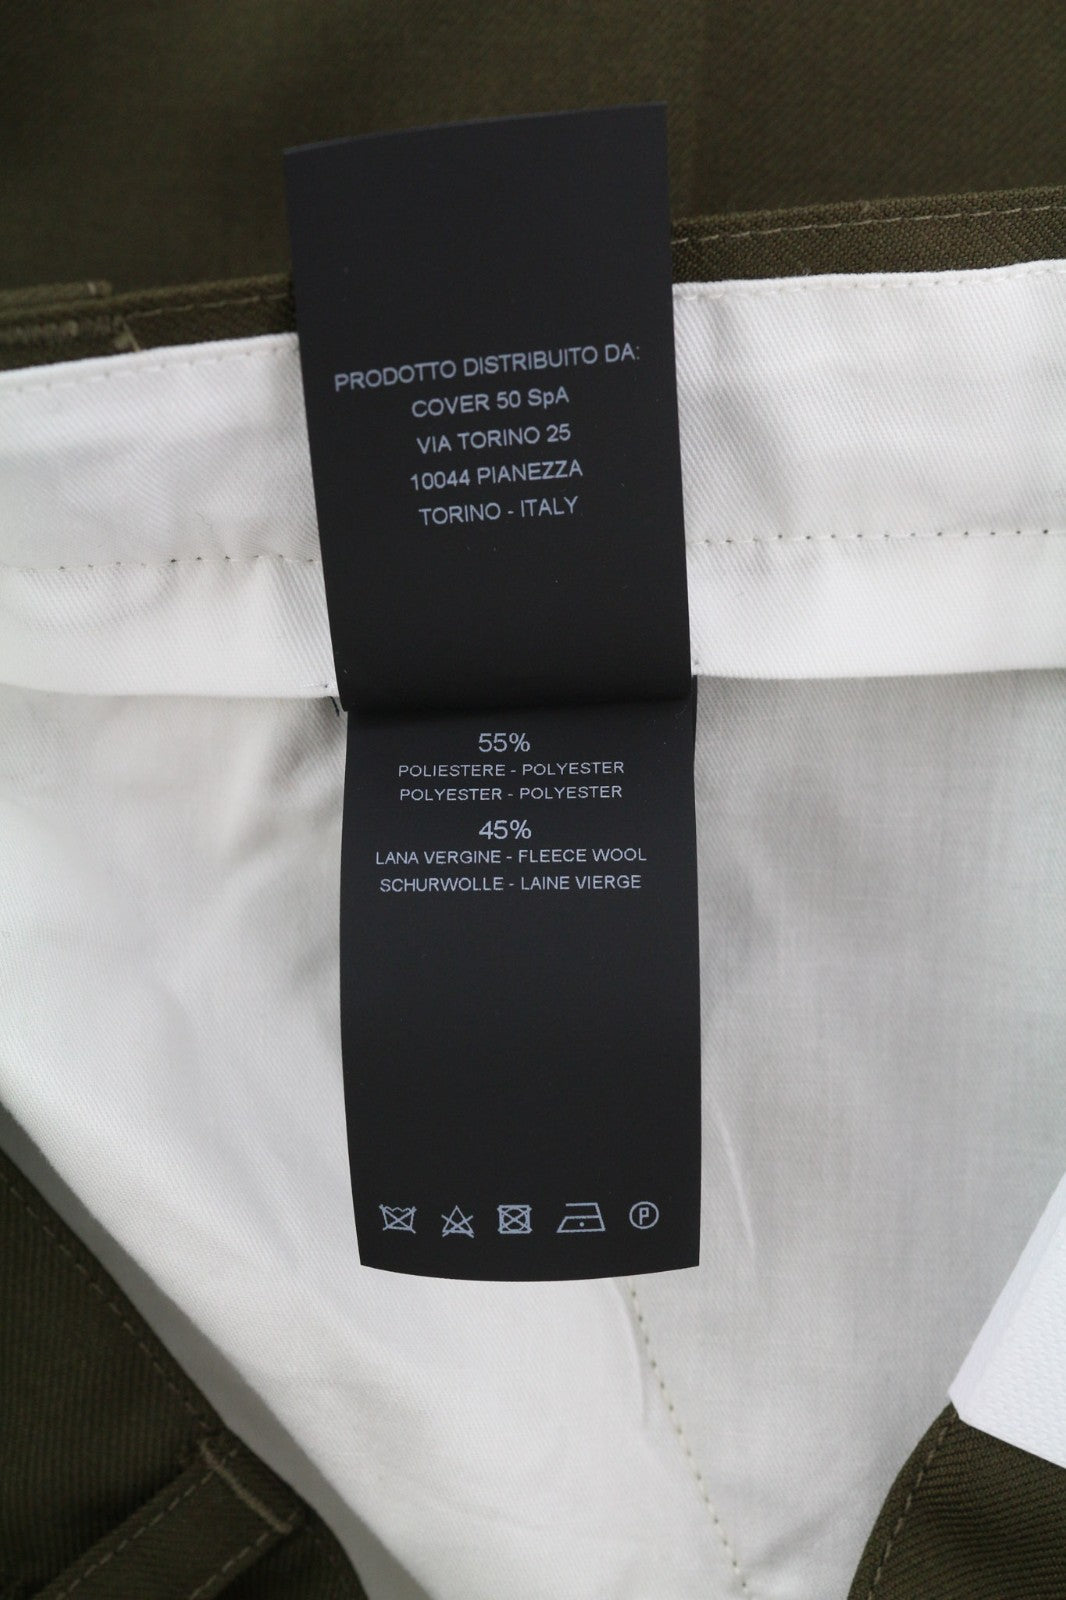 PRODOTTO DISTRIBUITO DA:
COVER 50 SpA
VIA TORINO 25
10044 PIANEZZA
TORINO - ITALY
55%
POLIESTERE - POLYESTER
POLYESTER - POLYESTER
45%
LANA VERGINE - FLEECE WOOL
SCHURWOLLE - LAINE VIERGE
P